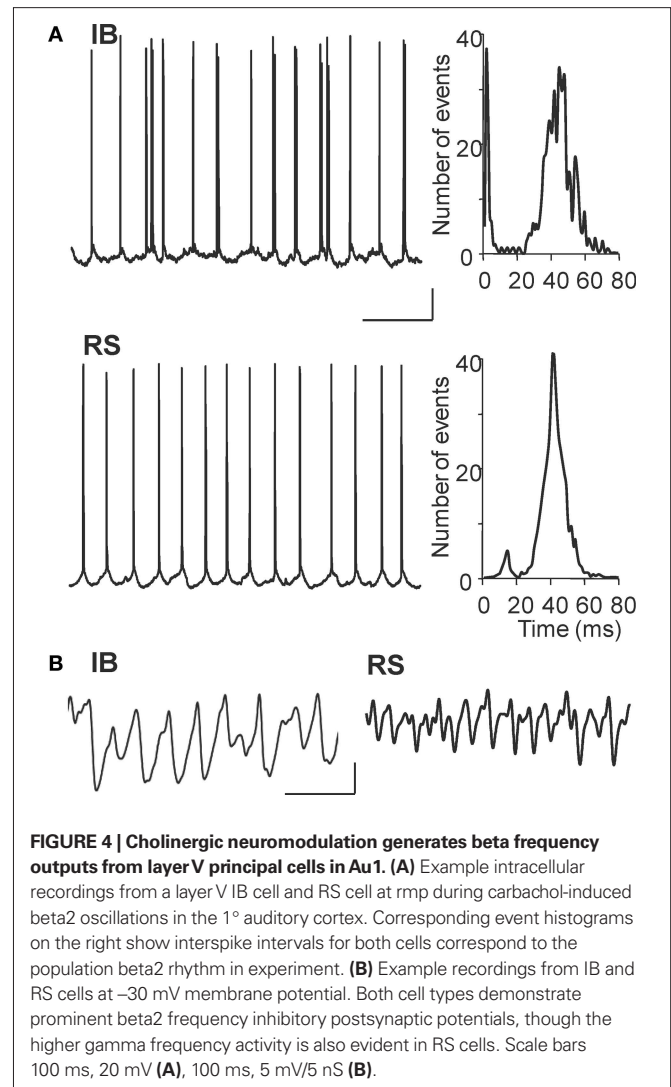 A IB
Number of events
40
20
0
0 20 40 60 80
RS
Number of events
40
20
0
0 20 40 60 80
Time (ms)
B IB
RS
FIGURE 4 | Cholinergic neuromodulation generates beta frequency
outputs from layer V principal cells in Au1. (A) Example intracellular
recordings from a layer V IB cell and RS cell at rmp during carbachol-induced
beta2 oscillations in the 1° auditory cortex. Corresponding event histograms
on the right show interspike intervals for both cells correspond to the
population beta2 rhythm in experiment. (B) Example recordings from IB and
RS cells at –30 mV membrane potential. Both cell types demonstrate
prominent beta2 frequency inhibitory postsynaptic potentials, though the
higher gamma frequency activity is also evident in RS cells. Scale bars
100 ms, 20 mV (A), 100 ms, 5 mV/5 nS (B).